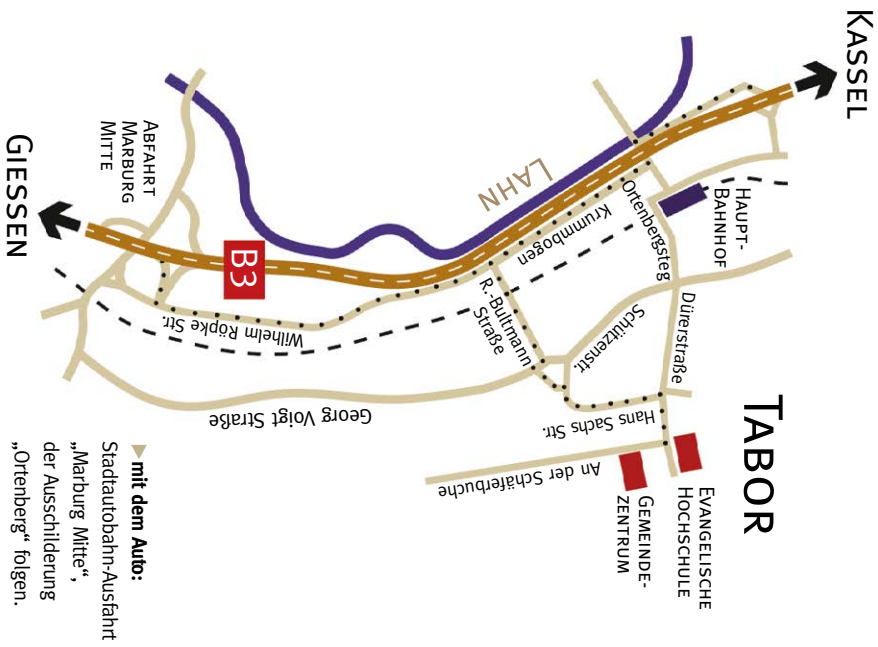 KASSEL
TABOR
HAUPT-
BAHNHOF
EVANGELISCHE
HOCHSCHULE
GEMEINDE-
ZENTRUM
Ortenbergsteg
Dürerstraße
LAHN
Krummbogen
Schützenstr.
R.-Bultmann
Straße
Hans Sachs Str.
An der Schäferbuche
B3
Wilhelm Röpke Str.
Georg Voigt Straße
ABFAHRT
MARBURG
MITTE
GIESSEN
mit dem Auto:
Stadtautobahn-Ausfahrt
„Marburg Mitte“,
der Ausschilderung
„Ortenberg“ folgen.